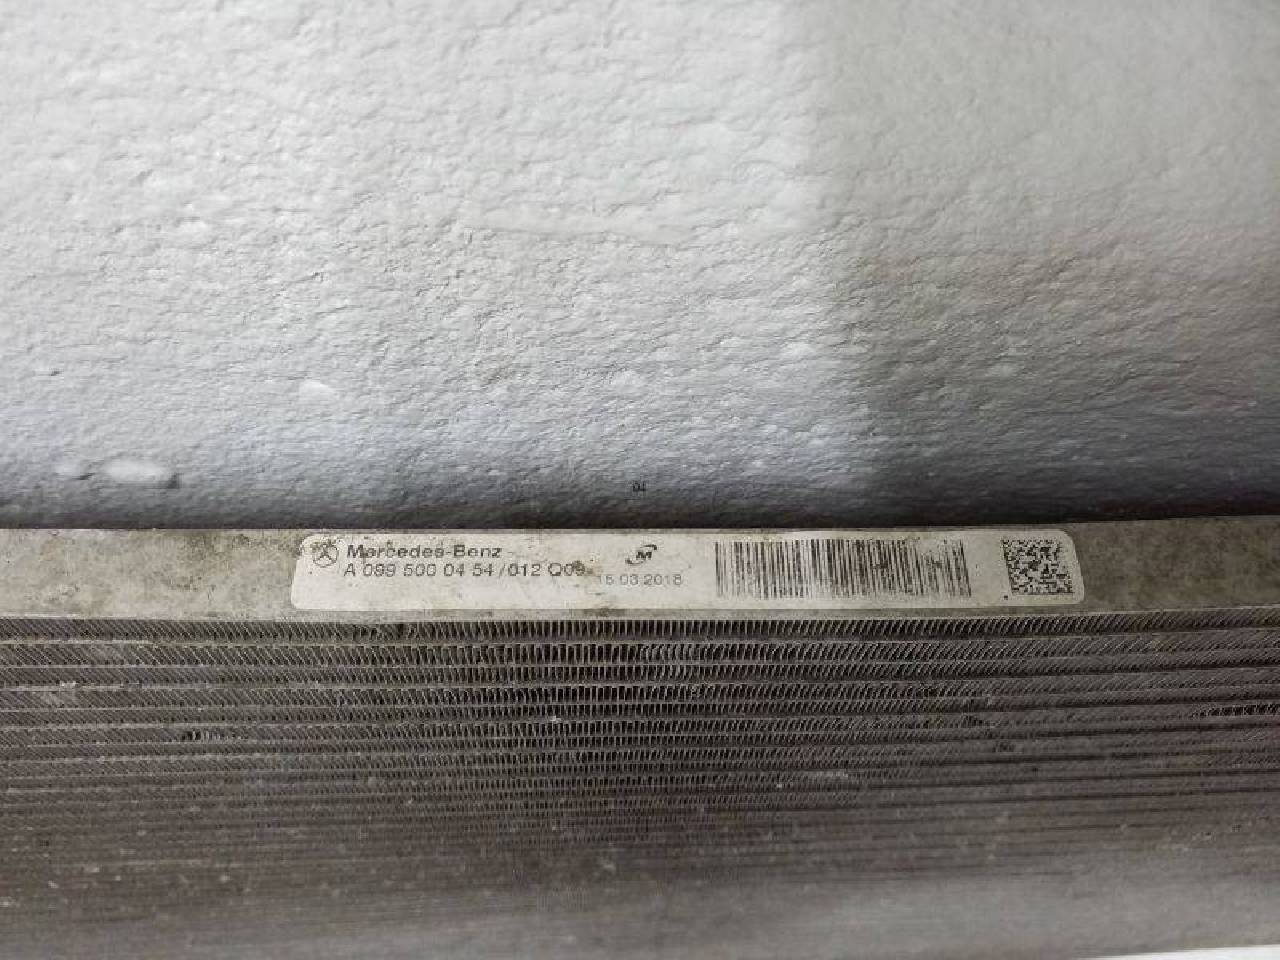 04
Mercedes-Benz
A 099 500 04 54 / 012 Q09
M
15.03.2018